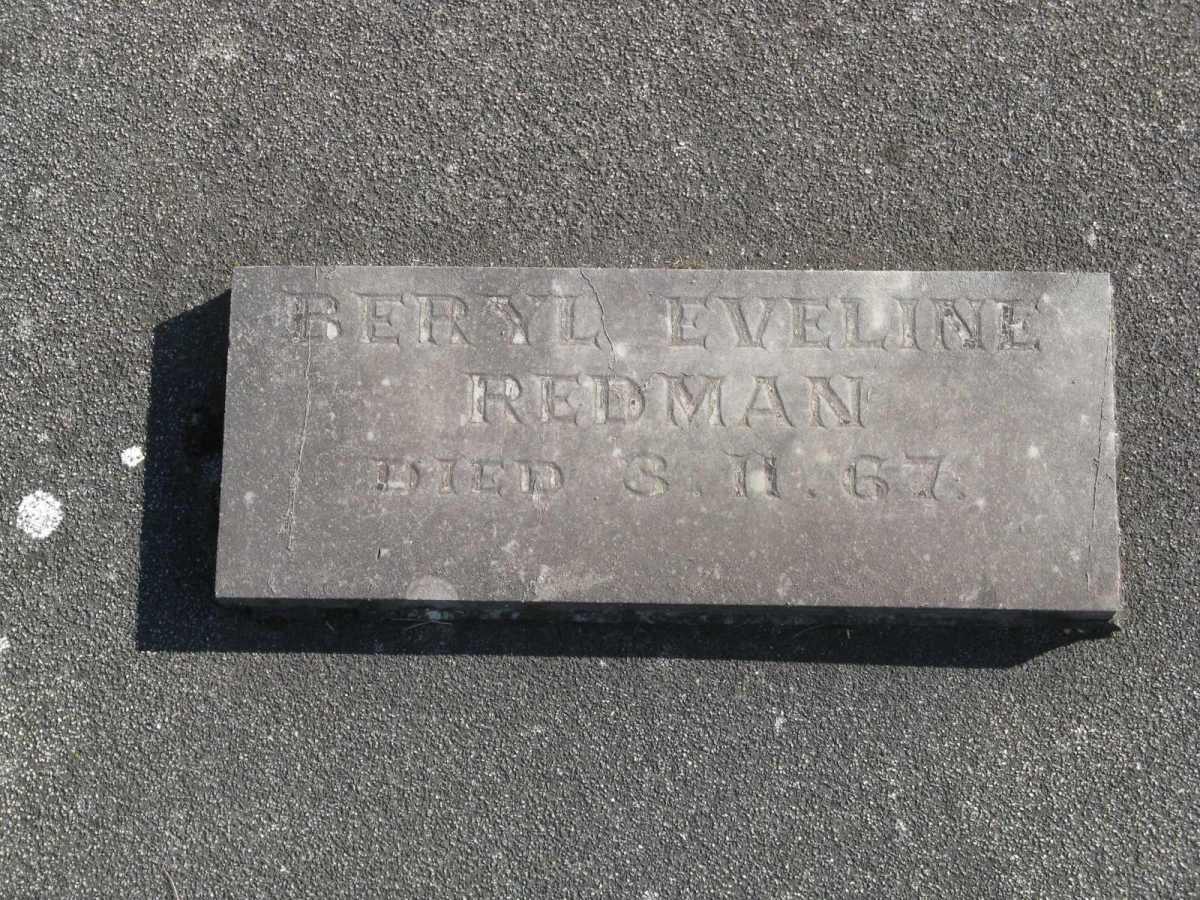 BERYL EVELINE
REDMAN
DIED 8.11.67.